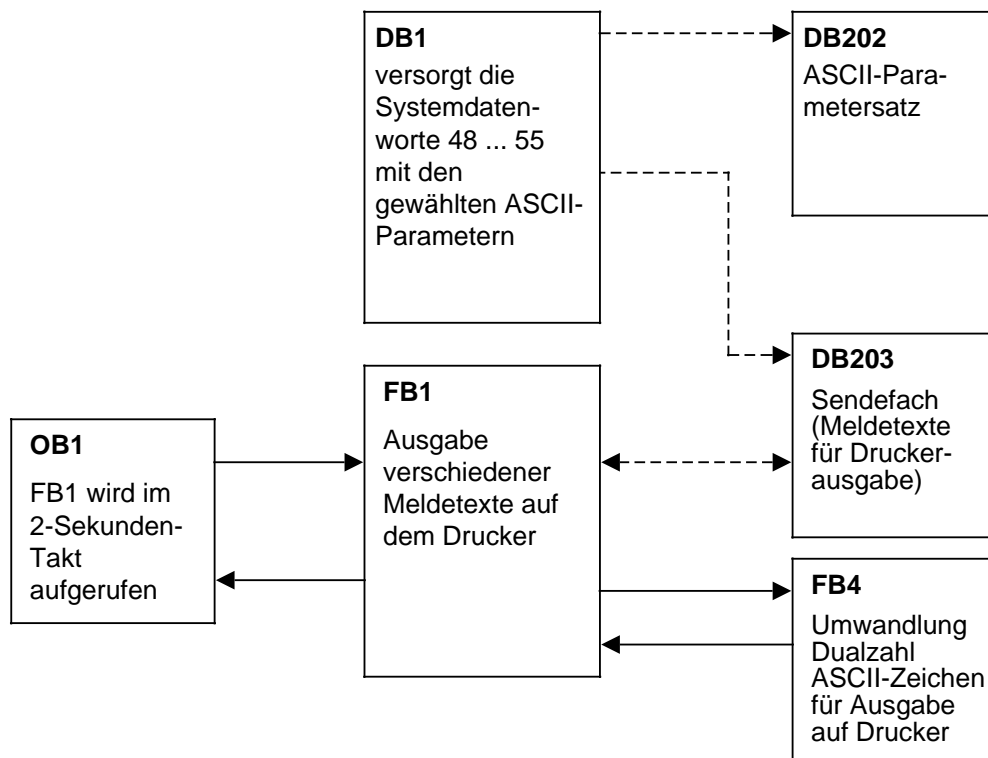 DB1
versorgt die
Systemdaten-
worte 48 ... 55
mit den
gewählten ASCII-
Parametern
DB202
ASCII-Para-
metersatz
DB203
Sendefach
(Meldetexte
für Drucker-
ausgabe)
FB1
Ausgabe
verschiedener
Meldetexte auf
dem Drucker
OB1
FB1 wird im
2-Sekunden-
Takt
aufgerufen
FB4
Umwandlung
Dualzahl
ASCII-Zeichen
für Ausgabe
auf Drucker